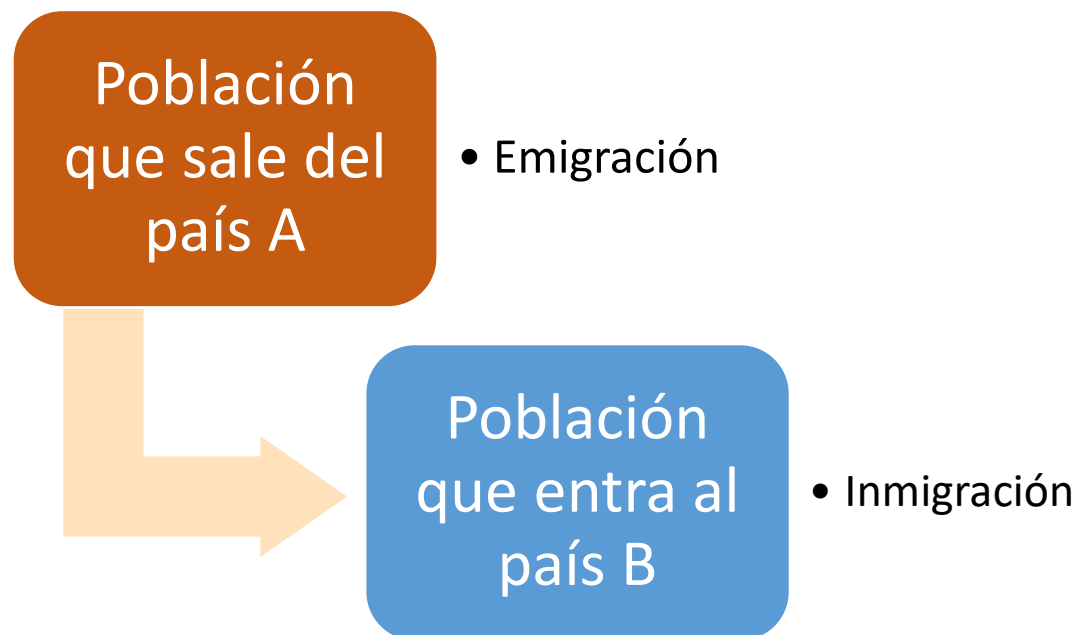 Población
que sale del
país A
• Emigración
Población
que entra al
país B
• Inmigración